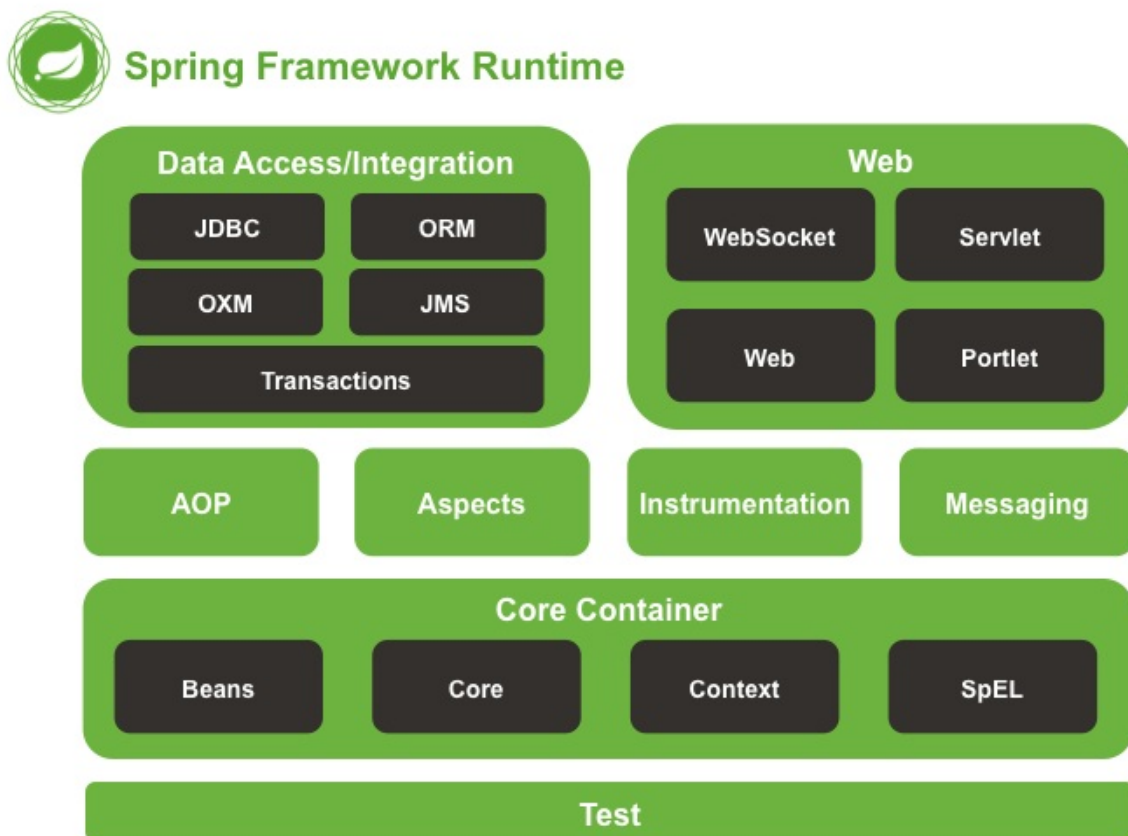 Spring Framework Runtime
Data Access/Integration
JDBC
ORM
OXM
JMS
Transactions
Web
WebSocket
Servlet
Web
Portlet
AOP
Aspects
Instrumentation
Messaging
Core Container
Beans
Core
Context
SpEL
Test